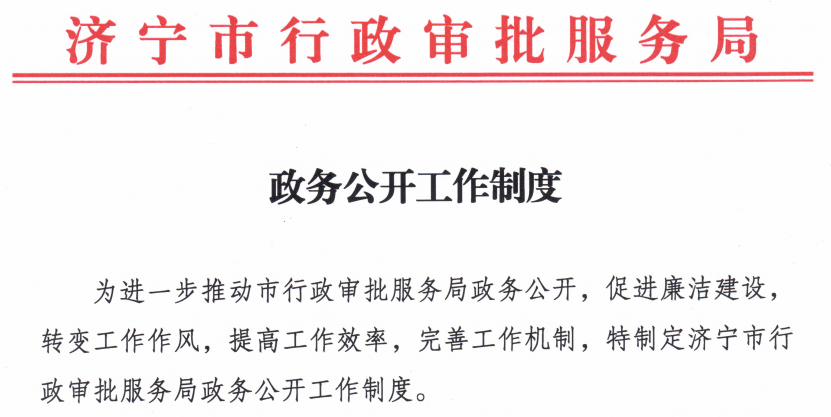 济宁市行政审批服务局
政务公开工作制度
为进一步推动市行政审批服务局政务公开，促进廉洁建设，
转变工作作风，提高工作效率，完善工作机制，特制定济宁市行
政审批服务局政务公开工作制度。